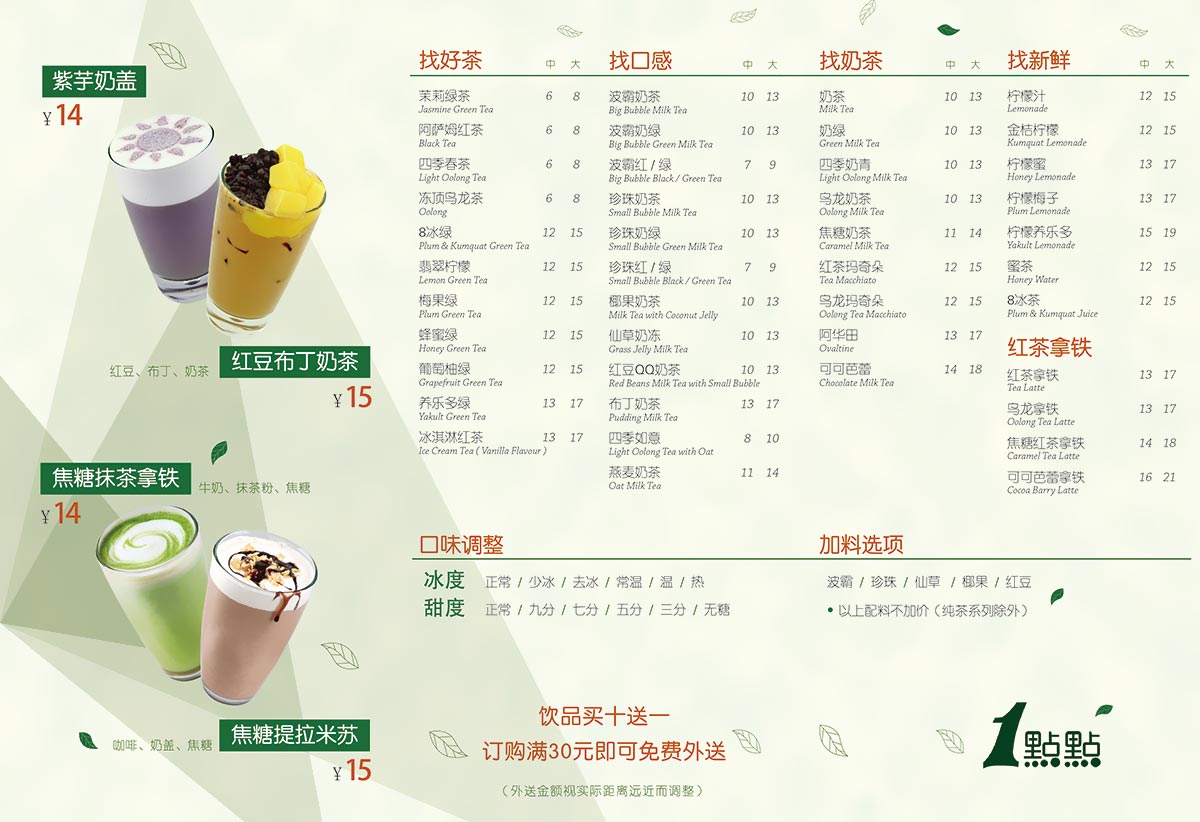 紫芋奶盖
¥14
红豆、布丁、奶茶
红豆布丁奶茶
¥15
焦糖抹茶拿铁
牛奶、抹茶粉、焦糖
¥14
咖啡、奶盖、焦糖
焦糖提拉米苏
¥15
找好茶 中 大
茉莉绿茶 6 8
Jasmine Green Tea
阿萨姆红茶 6 8
Black Tea
四季春茶 6 8
Light Oolong Tea
冻顶乌龙茶 6 8
Oolong
8冰绿 12 15
Plum & Kumquat Green Tea
翡翠柠檬 12 15
Lemon Green Tea
梅果绿 12 15
Plum Green Tea
蜂蜜绿 12 15
Honey Green Tea
葡萄柚绿 12 15
Grapefruit Green Tea
养乐多绿 13 17
Yakult Green Tea
冰淇淋红茶 13 17
Ice Cream Tea ( Vanilla Flavour )
找口感 中 大
波霸奶茶 10 13
Big Bubble Milk Tea
波霸奶绿 10 13
Big Bubble Green Milk Tea
波霸红 / 绿 7 9
Big Bubble Black / Green Tea
珍珠奶茶 10 13
Small Bubble Milk Tea
珍珠奶绿 10 13
Small Bubble Green Milk Tea
珍珠红 / 绿 7 9
Small Bubble Black / Green Tea
椰果奶茶 10 13
Milk Tea with Coconut Jelly
仙草奶冻 10 13
Grass Jelly Milk Tea
红豆QQ奶茶 10 13
Red Beans Milk Tea with Small Bubble
布丁奶茶 13 17
Pudding Milk Tea
四季如意 8 10
Light Oolong Tea with Oat
燕麦奶茶 11 14
Oat Milk Tea
找奶茶 中 大
奶茶 10 13
Milk Tea
奶绿 10 13
Green Milk Tea
四季奶青 10 13
Light Oolong Milk Tea
乌龙奶茶 10 13
Oolong Milk Tea
焦糖奶茶 11 14
Caramel Milk Tea
红茶玛奇朵 12 15
Tea Macchiato
乌龙玛奇朵 12 15
Oolong Tea Macchiato
阿华田 13 17
Ovaltine
可可芭蕾 14 18
Chocolate Milk Tea
找新鲜 中 大
柠檬汁 12 15
Lemonade
金桔柠檬 12 15
Kumquat Lemonade
柠檬蜜 13 17
Honey Lemonade
柠檬梅子 13 17
Plum Lemonade
柠檬养乐多 15 19
Yakult Lemonade
蜜茶 12 15
Honey Water
8冰茶 12 15
Plum & Kumquat Juice
红茶拿铁
红茶拿铁 13 17
Tea Latte
乌龙拿铁 13 17
Oolong Tea Latte
焦糖红茶拿铁 14 18
Caramel Tea Latte
可可芭蕾拿铁 16 21
Cocoa Barry Latte
口味调整
冰度 正常 / 少冰 / 去冰 / 常温 / 温 / 热
甜度 正常 / 九分 / 七分 / 五分 / 三分 / 无糖
加料选项
波霸 / 珍珠 / 仙草 / 椰果 / 红豆
• 以上配料不加价（纯茶系列除外）
饮品买十送一
订购满30元即可免费外送
（外送金额视实际距离远近而调整）
1點點